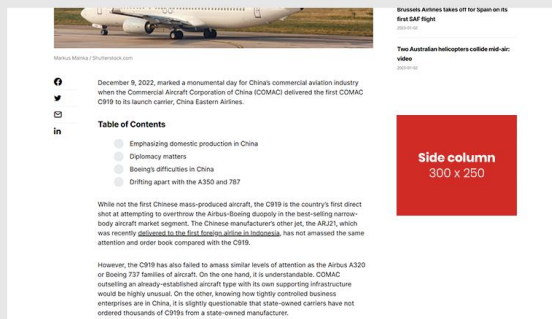 Markus Mainka / Shutterstock.com
December 9, 2022, marked a monumental day for China's commercial aviation industry
when the Commercial Aircraft Corporation of China (COMAC) delivered the first COMAC
C919 to its launch carrier, China Eastern Airlines.
Table of Contents
Emphasizing domestic production in China
Diplomacy matters
Boeing's difficulties in China
Drifting apart with the A350 and 787
While not the first Chinese mass-produced aircraft, the C919 is the country's first direct
shot at attempting to overthrow the Airbus-Boeing duopoly in the best-selling narrow-
body aircraft market segment. The Chinese manufacturer's other jet, the ARJ21, which
was recently delivered to the first foreign airline in Indonesia, has not amassed the same
attention and order book compared with the C919.
However, the C919 has also failed to amass similar levels of attention as the Airbus A320
or Boeing 737 families of aircraft. On the one hand, it is understandable. COMAC
outselling an already-established aircraft type with its own supporting infrastructure
would be highly unusual. On the other, knowing how tightly controlled business
enterprises are in China, it is slightly questionable that state-owned carriers have not
ordered thousands of C919s from a state-owned manufacturer.
Brussels Airlines takes off for Spain on its
first SAF flight
2023-01-02
Two Australian helicopters collide mid-air:
video
2023-01-02
Side column
300 x 250